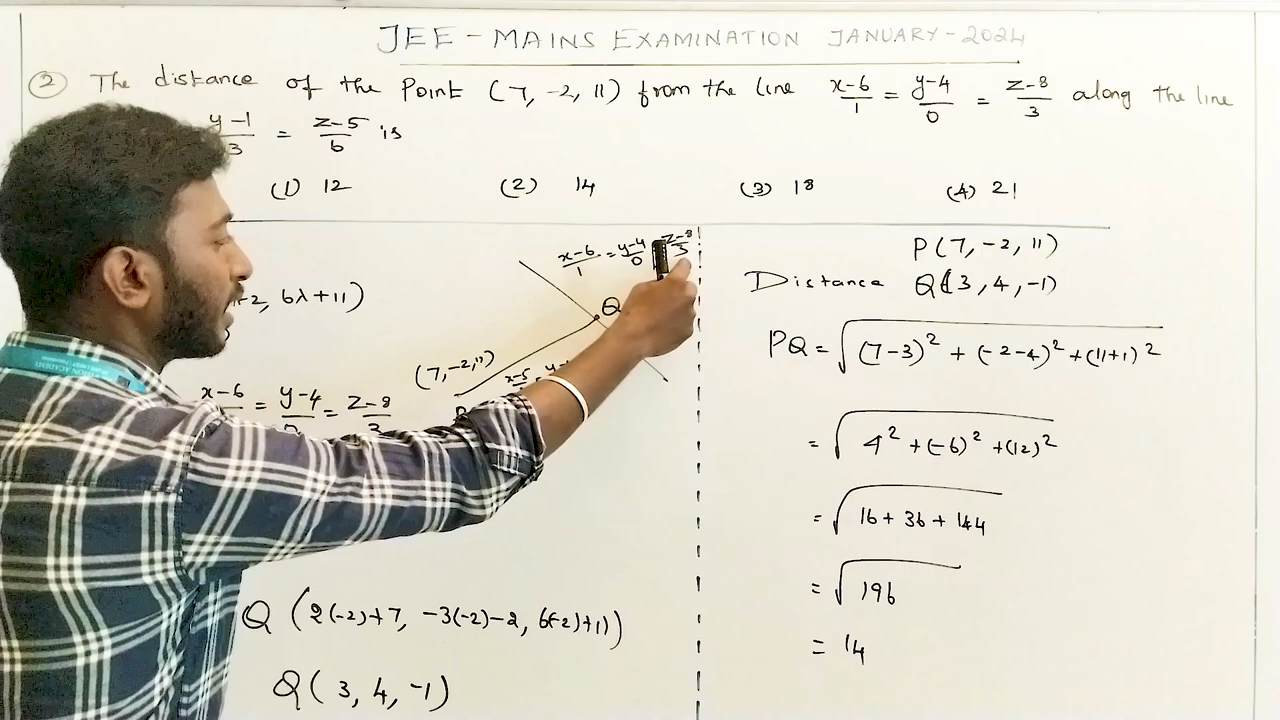 JEE - MAINS EXAMINATION JANUARY - 2024
② The distance of the Point (7, -2, 11) from the line x-6/1 = y-4/0 = z-8/3 along the line
y-1/3 = z-5/6 is
(1) 12 (2) 14 (3) 18 (4) 21
-2, 6λ+11)
x-6/1 = y-4/0 z-8/3
Q
(7,-2,11)
x-6 = y-4 = z-8/3
Q (2(-2)+7, -3(-2)-2, 6(-2)+11)
Q( 3, 4, -1)
P(7, -2, 11)
Distance Q(3, 4, -1)
PQ = √(7-3)² + (-2-4)² + (11+1)²
= √4² + (-6)² + (12)²
= √16 + 36 + 144
= √196
= 14